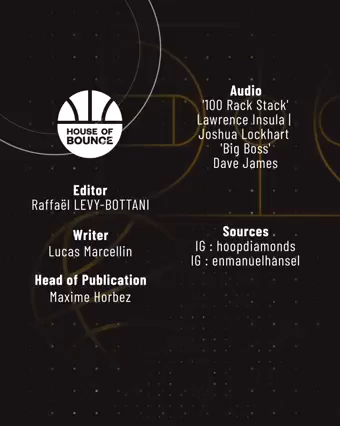 HOUSE OF
BOUNCE
Editor
Raffaël LEVY-BOTTANI
Writer
Lucas Marcellin
Head of Publication
Maxime Horbez
Audio
'100 Rack Stack'
Lawrence Insula |
Joshua Lockhart
'Big Boss'
Dave James
Sources
IG : hoopdiamonds
IG : enmanuelhansel